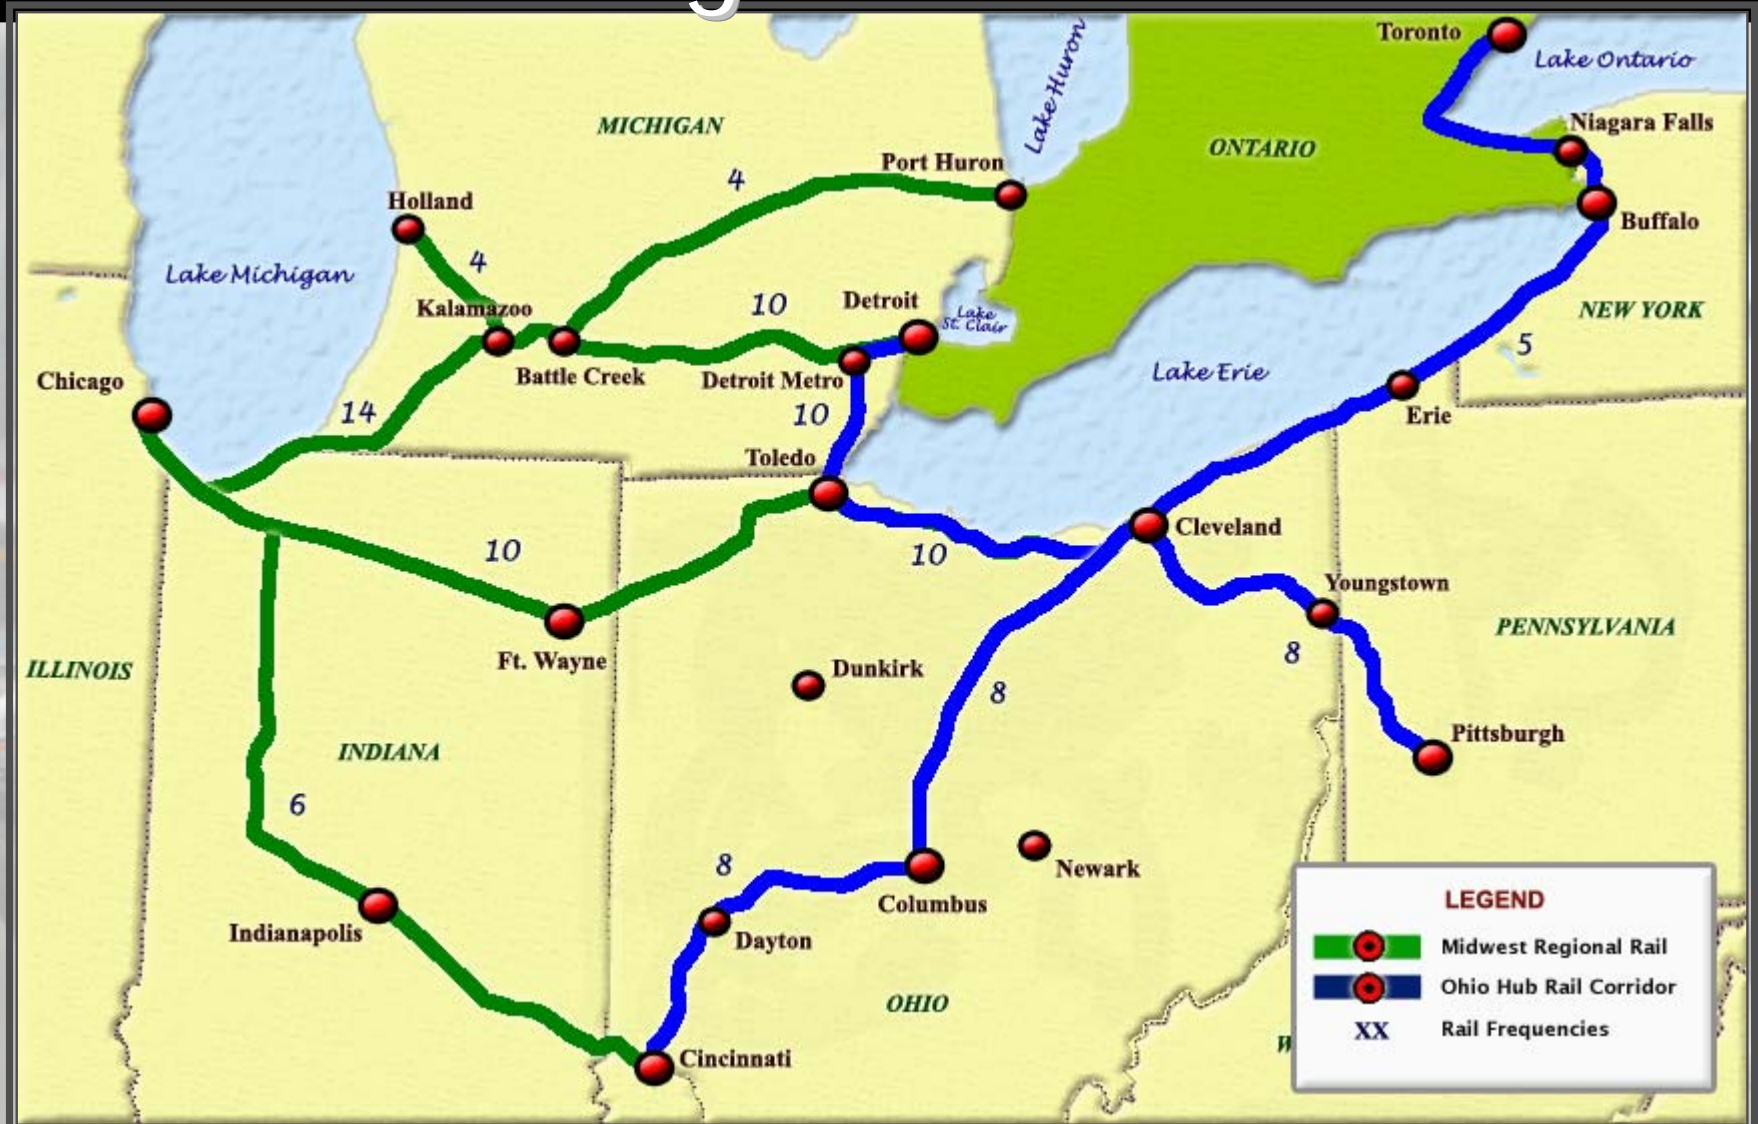 Toronto
Lake Ontario
Lake Huron
MICHIGAN
Niagara Falls
ONTARIO
Port Huron
4
Holland
Buffalo
4
Lake Michigan
Kalamazoo
10
Detroit
Lake
St. Clair
NEW YORK
5
Lake Erie
Chicago
Battle Creek
Detroit Metro
14
10
Erie
Toledo
Cleveland
10
10
Youngstown
PENNSYLVANIA
8
Ft. Wayne
Dunkirk
ILLINOIS
8
Pittsburgh
INDIANA
6
8
Newark
Columbus
Indianapolis
Dayton
OHIO
Cincinnati
W
LEGEND
Midwest Regional Rail
Ohio Hub Rail Corridor
XX Rail Frequencies